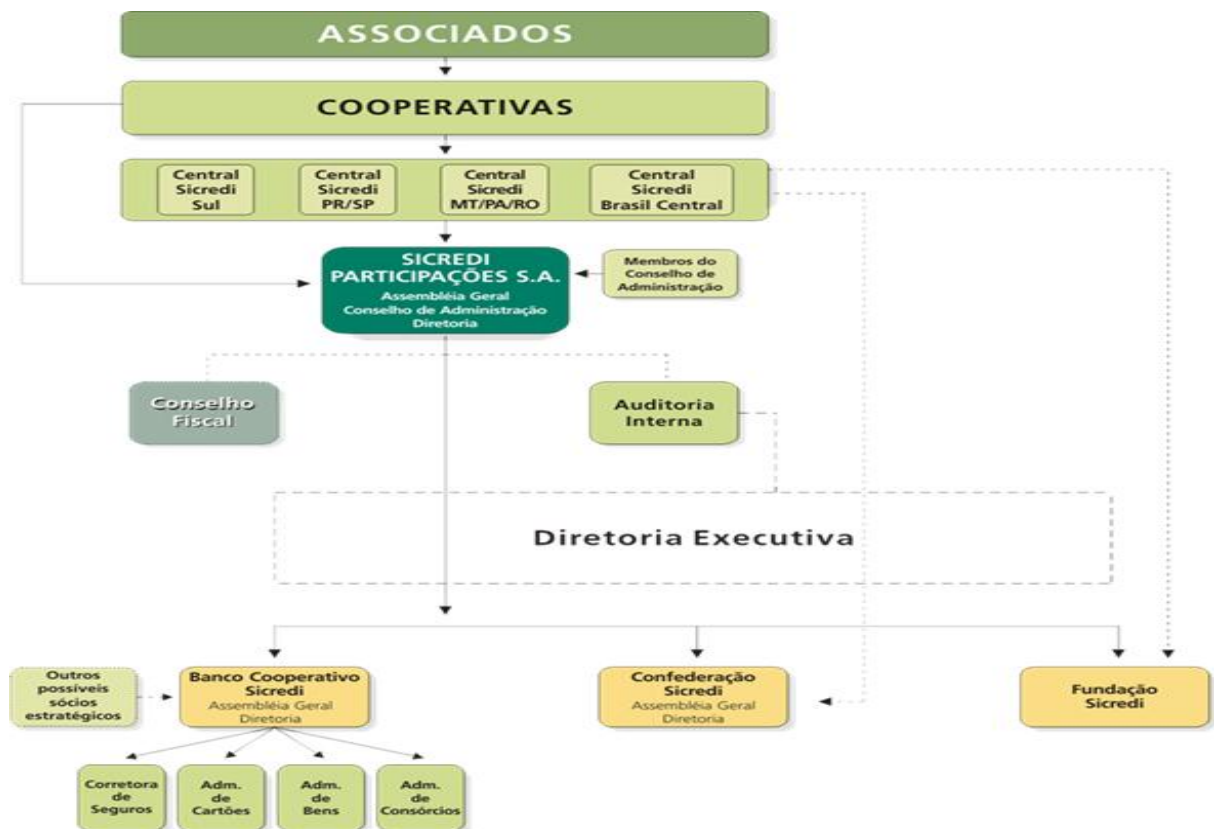 ASSOCIADOS
COOPERATIVAS
Central
Sicredi
Sul
Central
Sicredi
PR/SP
Central
Sicredi
MT/PA/RO
Central
Sicredi
Brasil Central
SICREDI
PARTICIPAÇÕES S.A.
Assembléia Geral
Conselho de Administração
Diretoria
Membros do
Conselho de
Administração
Conselho
Fiscal
Auditoria
Interna
Diretoria Executiva
Outros
possíveis
sócios
estratégicos
Banco Cooperativo
Sicredi
Assembléia Geral
Diretoria
Confederação
Sicredi
Assembléia Geral
Diretoria
Fundação
Sicredi
Corretora
de
Seguros
Adm.
de
Cartões
Adm.
de
Bens
Adm.
de
Consórcios